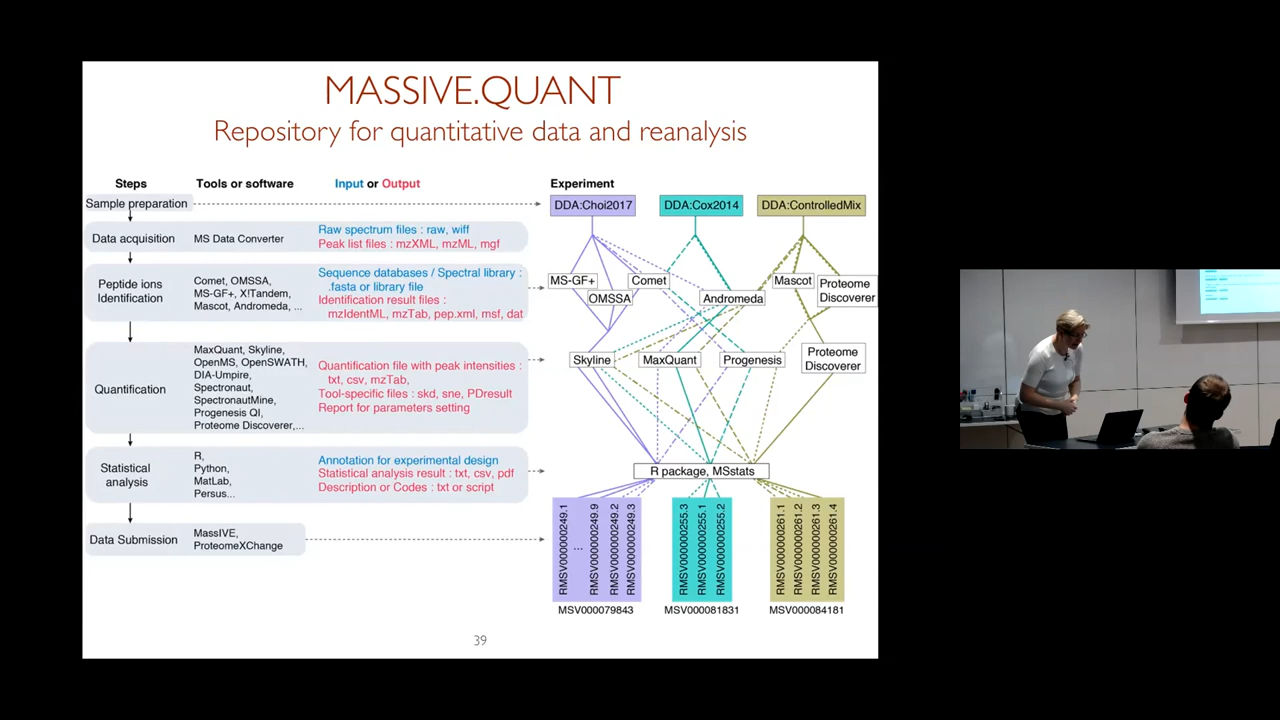 MASSIVE.QUANT
Repository for quantitative data and reanalysis
Steps
Tools or software
Input or Output
Experiment
Sample preparation
DDA:Choi2017
DDA:Cox2014
DDA:ControlledMix
Data acquisition
MS Data Converter
Raw spectrum files : raw, wiff
Peak list files : mzXML, mzML, mgf
Peptide ions
Identification
Comet, OMSSA,
MS-GF+, X!Tandem,
Mascot, Andromeda, ...
Sequence databases / Spectral library :
.fasta or library file
Identification result files :
mzIdentML, mzTab, pep.xml, msf, dat
MS-GF+
OMSSA
Comet
Andromeda
Mascot
Proteome
Discoverer
Quantification
MaxQuant, Skyline,
OpenMS, OpenSWATH,
DIA-Umpire,
Spectronaut,
SpectronautMine,
Progenesis QI,
Proteome Discoverer,...
Quantification file with peak intensities :
txt, csv, mzTab,
Tool-specific files : skd, sne, PDresult
Report for parameters setting
Skyline
MaxQuant
Progenesis
Proteome
Discoverer
Statistical
analysis
R,
Python,
MatLab,
Persus...
Annotation for experimental design
Statistical analysis result : txt, csv, pdf
Description or Codes : txt or script
R package, MSstats
Data Submission
MassIVE,
ProteomeXChange
RMSV000000249.1
...
RMSV000000249.9
RMSV000000249.2
RMSV000000249.3
RMSV000000255.3
RMSV000000255.1
RMSV000000255.2
RMSV000000261.1
RMSV000000261.2
RMSV000000261.3
RMSV000000261.4
MSV000079843
MSV000081831
MSV000084181
39